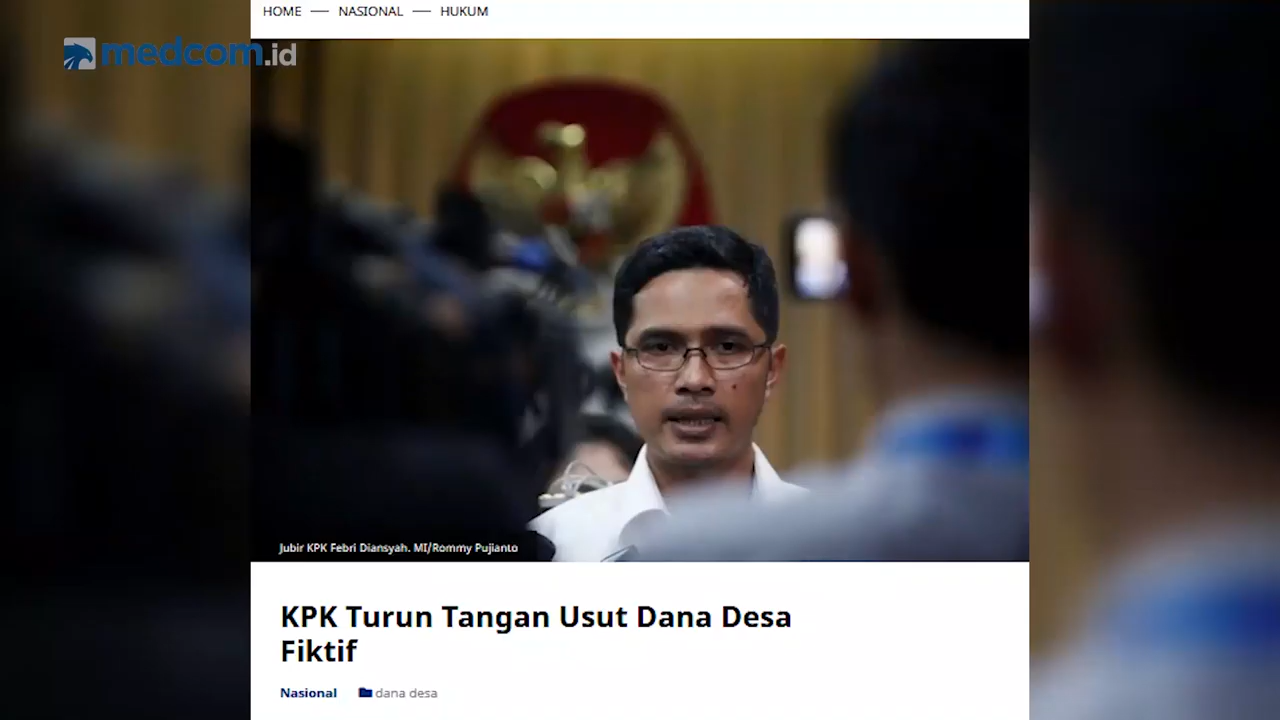 HOME — NASIONAL — HUKUM
medcom.id
Jubir KPK Febri Diansyah. MI/Rommy Pujianto
KPK Turun Tangan Usut Dana Desa
Fiktif
Nasional dana desa